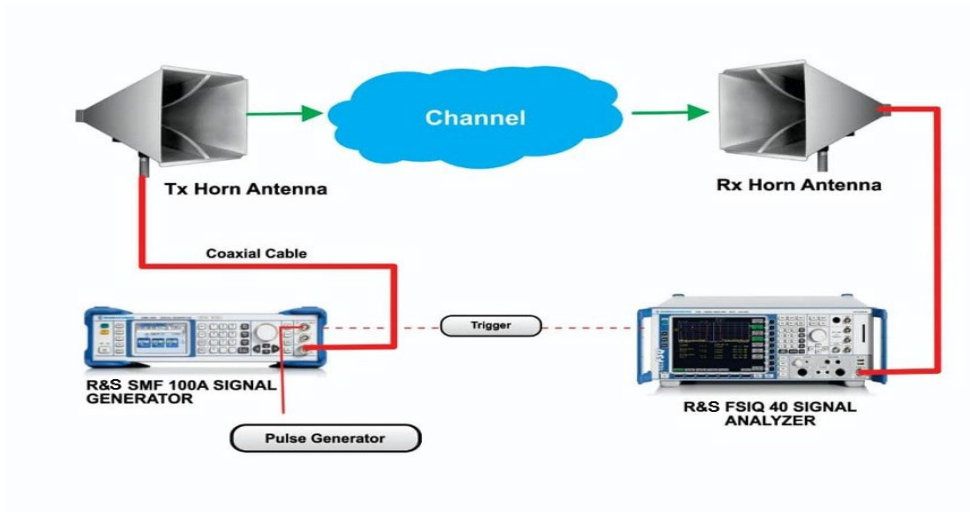 Channel
Tx Horn Antenna
Rx Horn Antenna
Coaxial Cable
Trigger
R&S SMF 100A SIGNAL
GENERATOR
R&S FSIQ 40 SIGNAL
ANALYZER
Pulse Generator